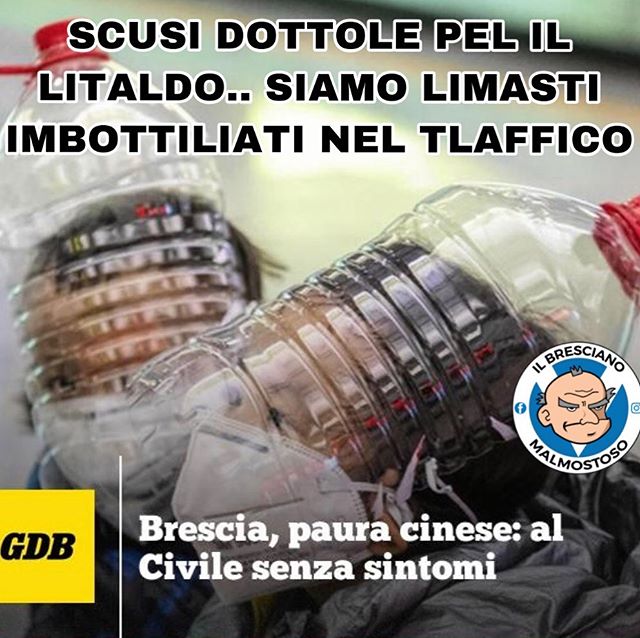 SCUSI DOTTOLE PEL IL
LITALDO.. SIAMO LIMASTI
IMBOTTILIATI NEL TLAFFICO
IL BRESCIANO
MALMOSTOSO
GDB
Brescia, paura cinese: al
Civile senza sintomi